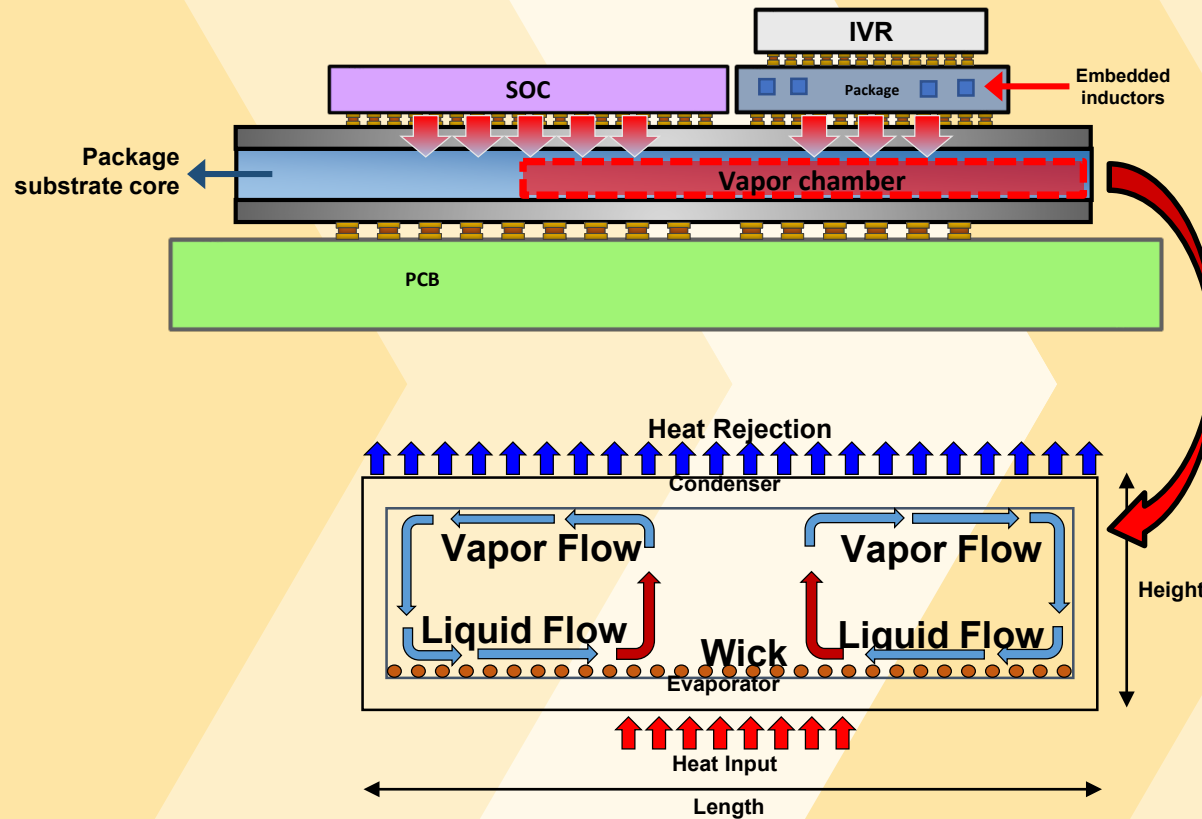 IVR
SOC
Package
Embedded
inductors
Package
substrate core
Vapor chamber
PCB
Heat Rejection
Condenser
Vapor Flow
Vapor Flow
Height
Liquid Flow
Wick
Liquid Flow
Evaporator
Heat Input
Length